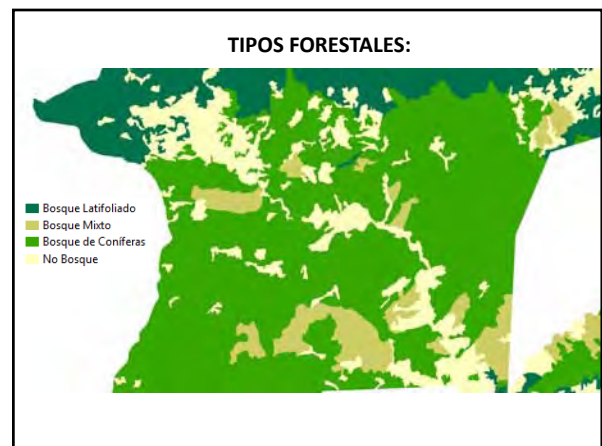 TIPOS FORESTALES:
Bosque Latifoliado
Bosque Mixto
Bosque de Coníferas
No Bosque